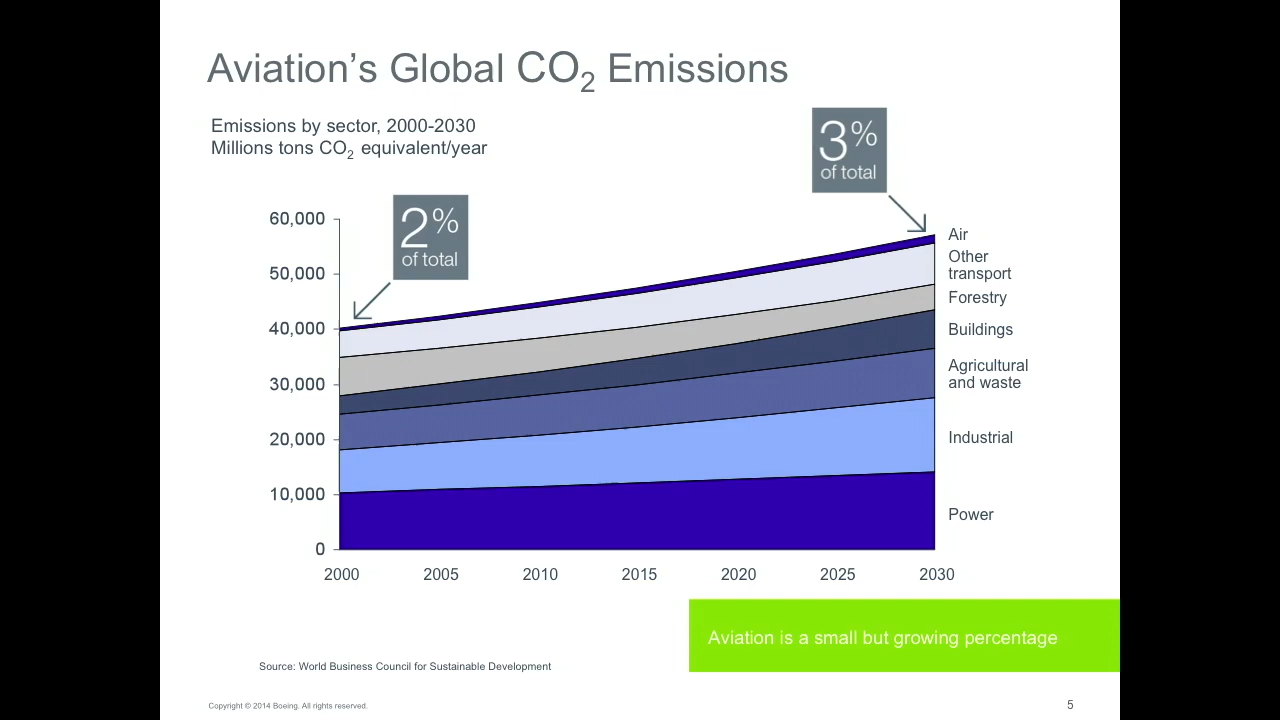 Aviation’s Global CO2 Emissions
Emissions by sector, 2000-2030
Millions tons CO2 equivalent/year
3%
of total
2%
of total
60,000
50,000
40,000
30,000
20,000
10,000
0
Air
Other
transport
Forestry
Buildings
Agricultural
and waste
Industrial
Power
2000 2005 2010 2015 2020 2025 2030
Aviation is a small but growing percentage
Source: World Business Council for Sustainable Development
Copyright © 2014 Boeing. All rights reserved.
5